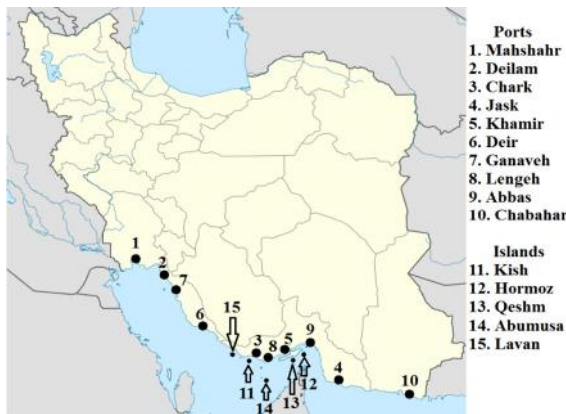 Ports
1. Mahshahr
2. Deilam
3. Chark
4. Jask
5. Khamir
6. Deir
7. Ganaveh
8. Lengeh
9. Abbas
10. Chabahar
Islands
11. Kish
12. Hormoz
13. Qeshm
14. Abumusa
15. Lavan
1
2
7
6
15
3
8
5
9
4
10
11
14
13
12